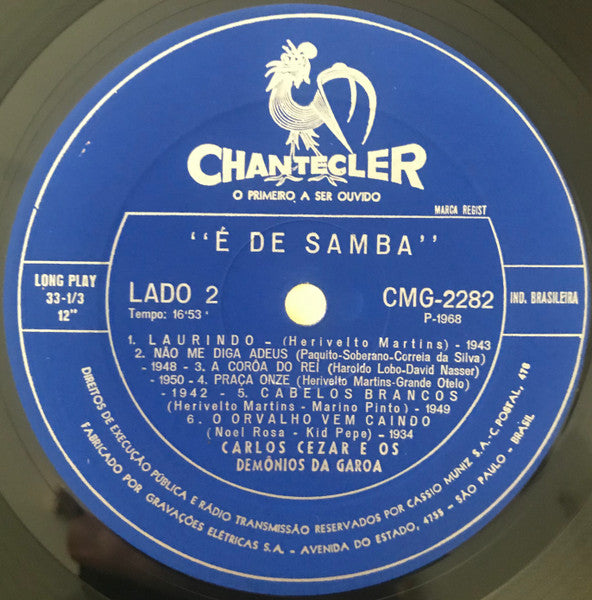 CHANTECLER
O PRIMEIRO A SER OUVIDO
MARCA REGIST
"É DE SAMBA"
LONG PLAY
33-1/3
12"
LADO 2
Tempo: 16'53"
CMG-2282
P-1968
IND. BRASILEIRA
1. LAURINDO - (Herivelto Martins) - 1943
2. NÃO ME DIGA ADEUS (Paquito-Soberano-Correia da Silva)
- 1948 - 3. A CORÔA DO REI (Haroldo Lobo-David Nasser)
- 1950 - 4. PRAÇA ONZE (Herivelto Martins-Grande Otelo)
- 1942 - 5. CABELOS BRANCOS
(Herivelto Martins - Marino Pinto) - 1949
6. O ORVALHO VEM CAINDO
(Noel Rosa - Kid Pepe) - 1934
CARLOS CEZAR E OS
DEMÔNIOS DA GAROA
DIREITOS DE EXECUÇÃO PÚBLICA E RÁDIO TRANSMISSÃO RESERVADOS POR CASSIO MUNIZ S.A.-C. POSTAL, 478
FABRICADO POR GRAVAÇÕES ELÉTRICAS S.A. - AVENIDA DO ESTADO, 4755 - SÃO PAULO - BRASIL